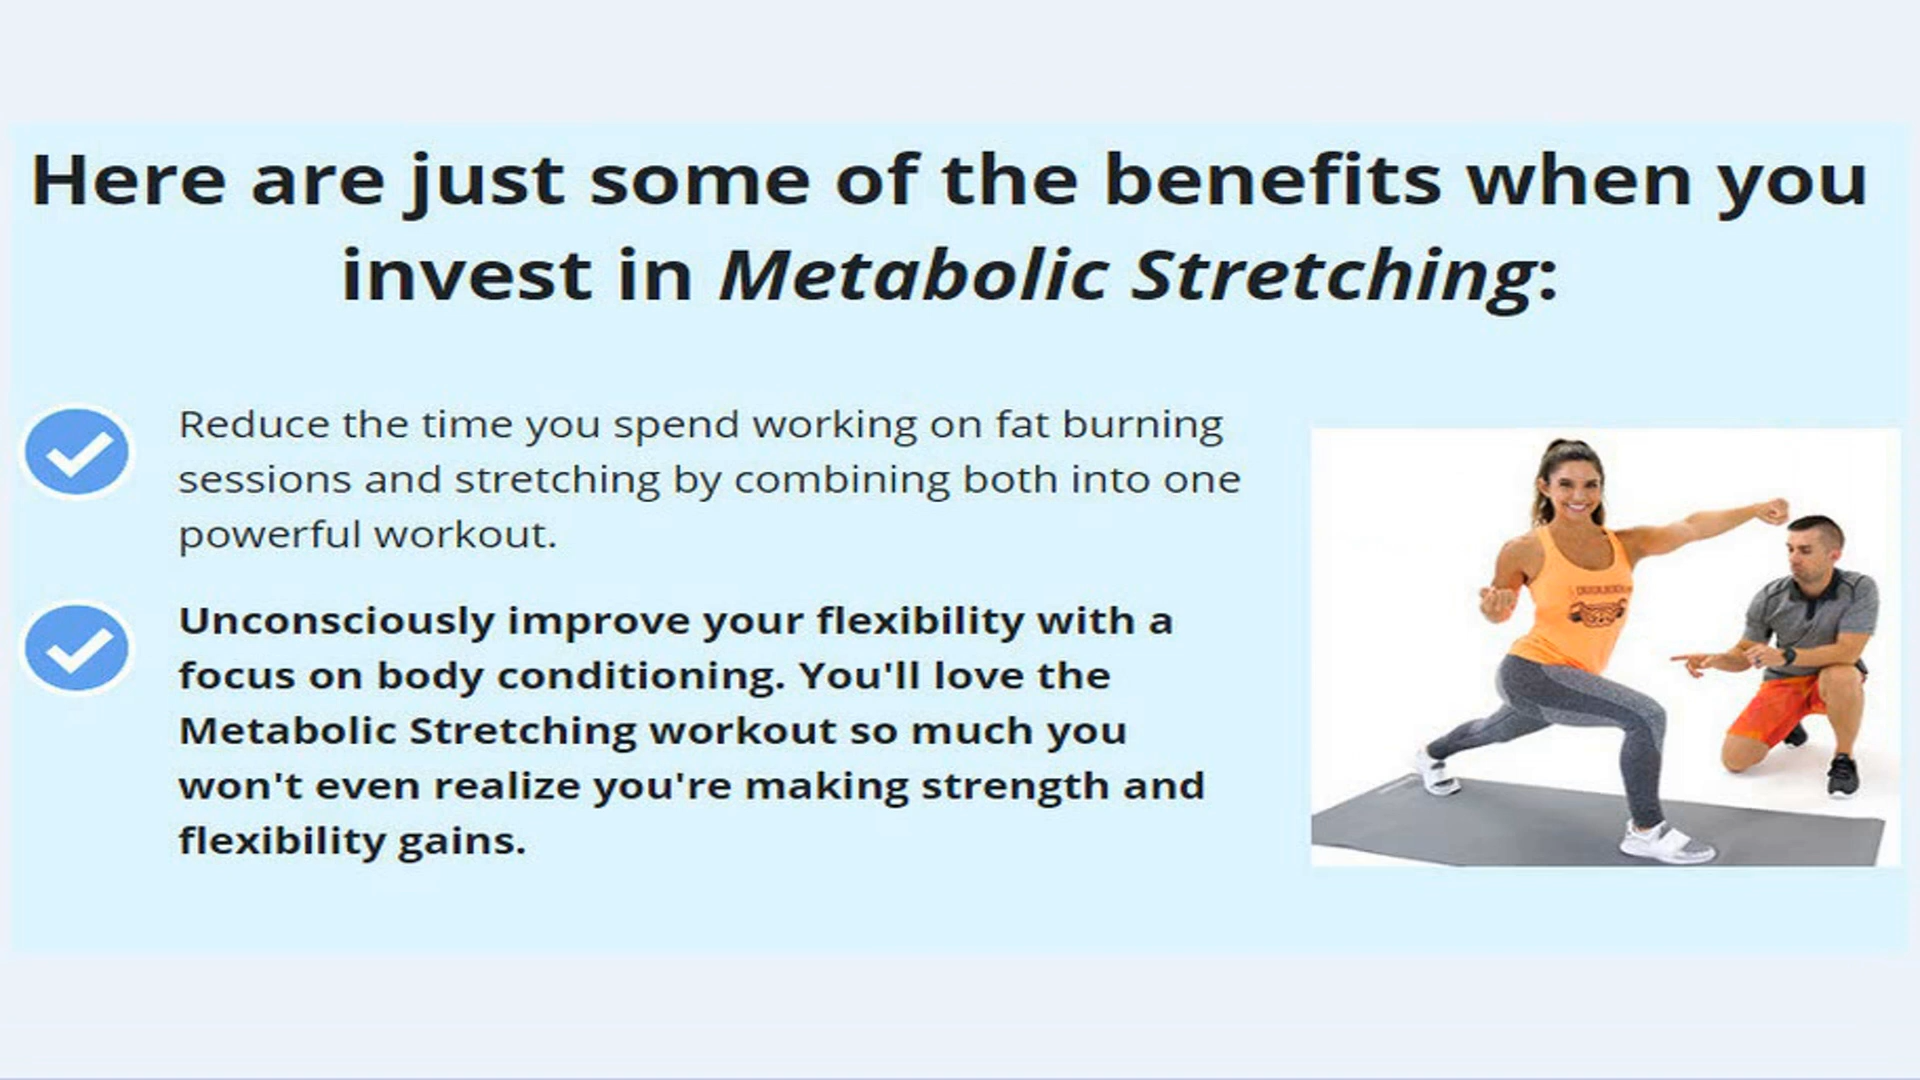 Here are just some of the benefits when you
invest in Metabolic Stretching:
Reduce the time you spend working on fat burning
sessions and stretching by combining both into one
powerful workout.
Unconsciously improve your flexibility with a
focus on body conditioning. You'll love the
Metabolic Stretching workout so much you
won't even realize you're making strength and
flexibility gains.